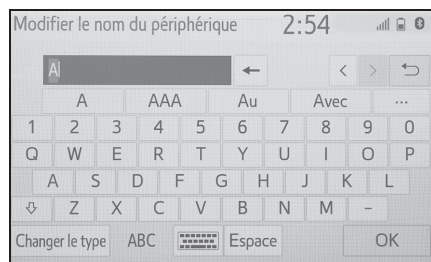 Modifier le nom du périphérique 2:54
A
A AAA Au Avec ...
1 2 3 4 5 6 7 8 9 0
Q W E R T Y U I O P
A S D F G H J K L
Z X C V B N M -
Changer le type ABC Espace OK